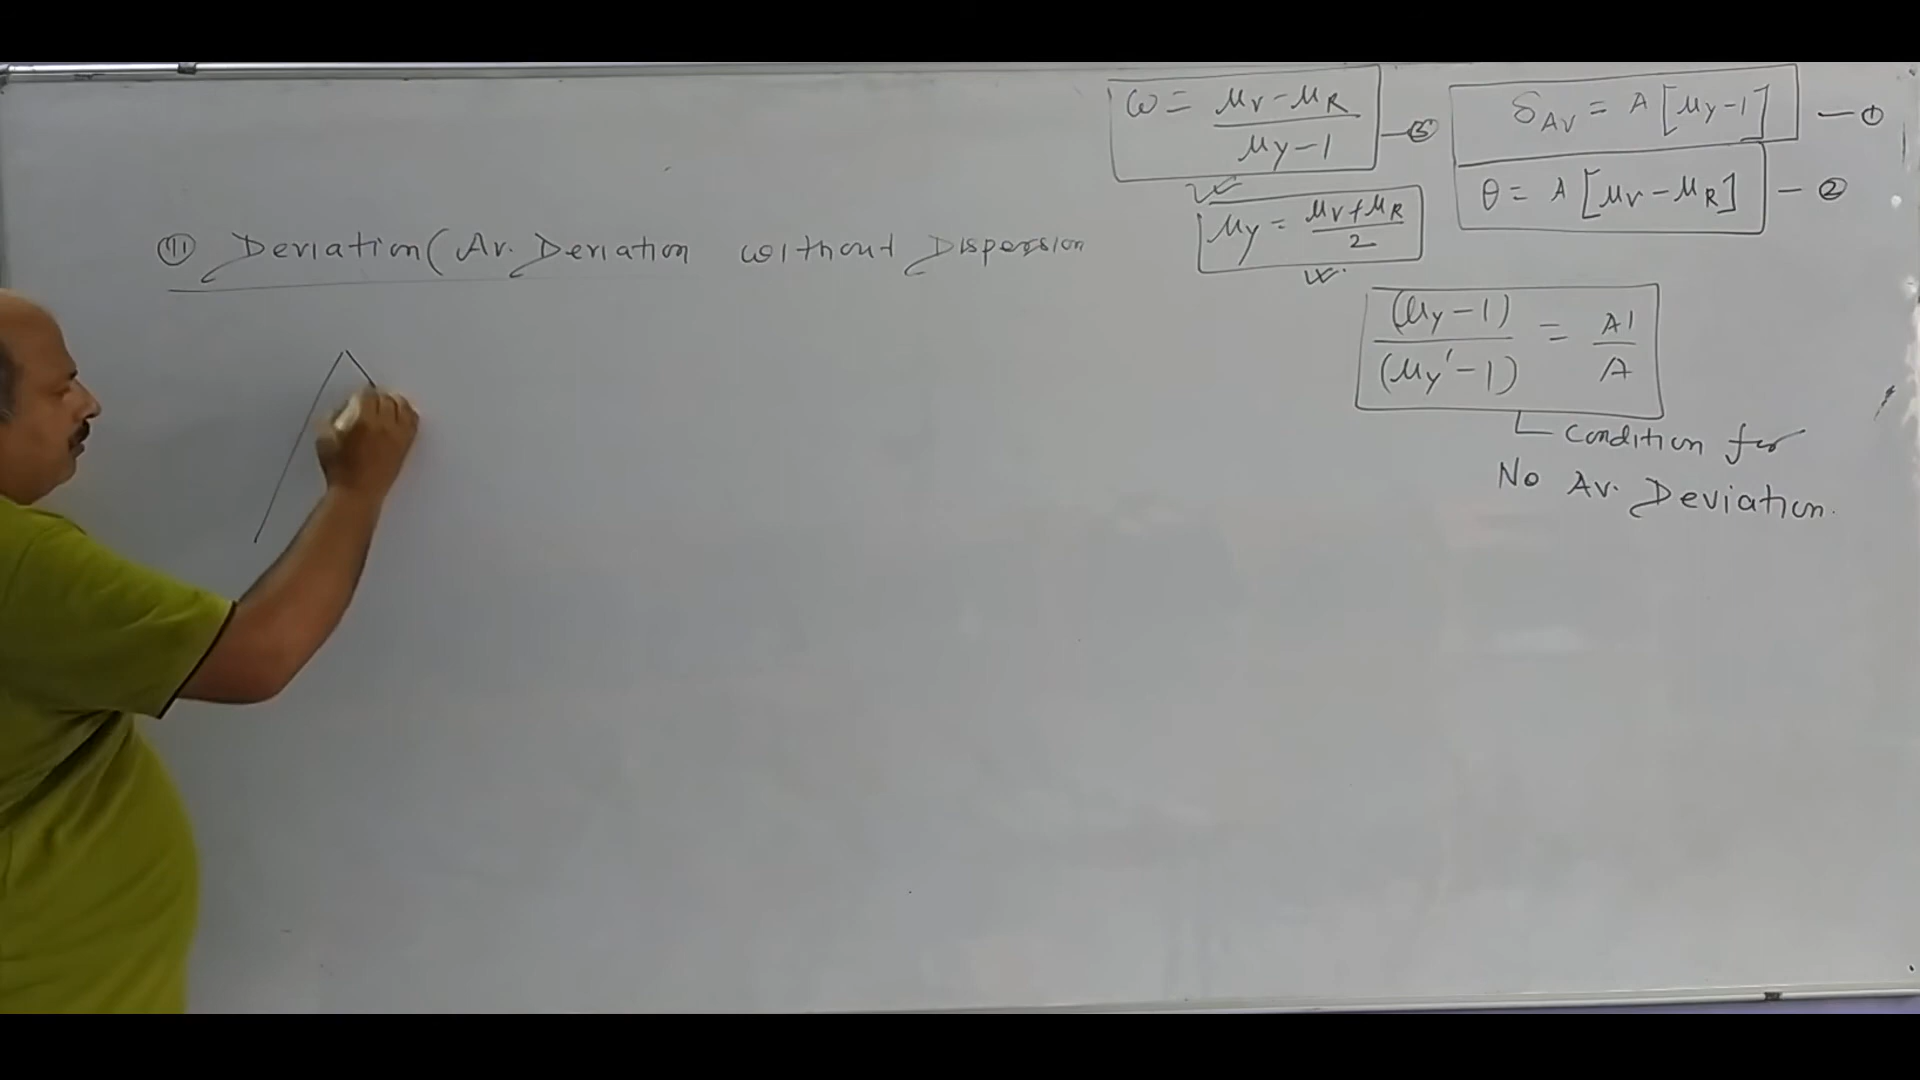 ω = μv - μR / μy - 1 — ⑤
δAv = A [μy - 1] — ①
θ = A [μv - μR] — ②
μy = μv + μR / 2
(11) Deviation (Av. Deviation without Dispersion
(μy - 1) / (μy' - 1) = A' / A
Condition for
No Av. Deviation.